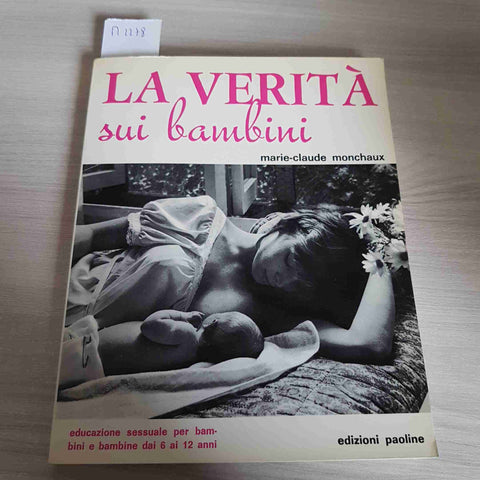 n 2278
LA VERITÀ
sui bambini
marie-claude monchaux
educazione sessuale per bam-
bini e bambine dai 6 ai 12 anni
edizioni paoline